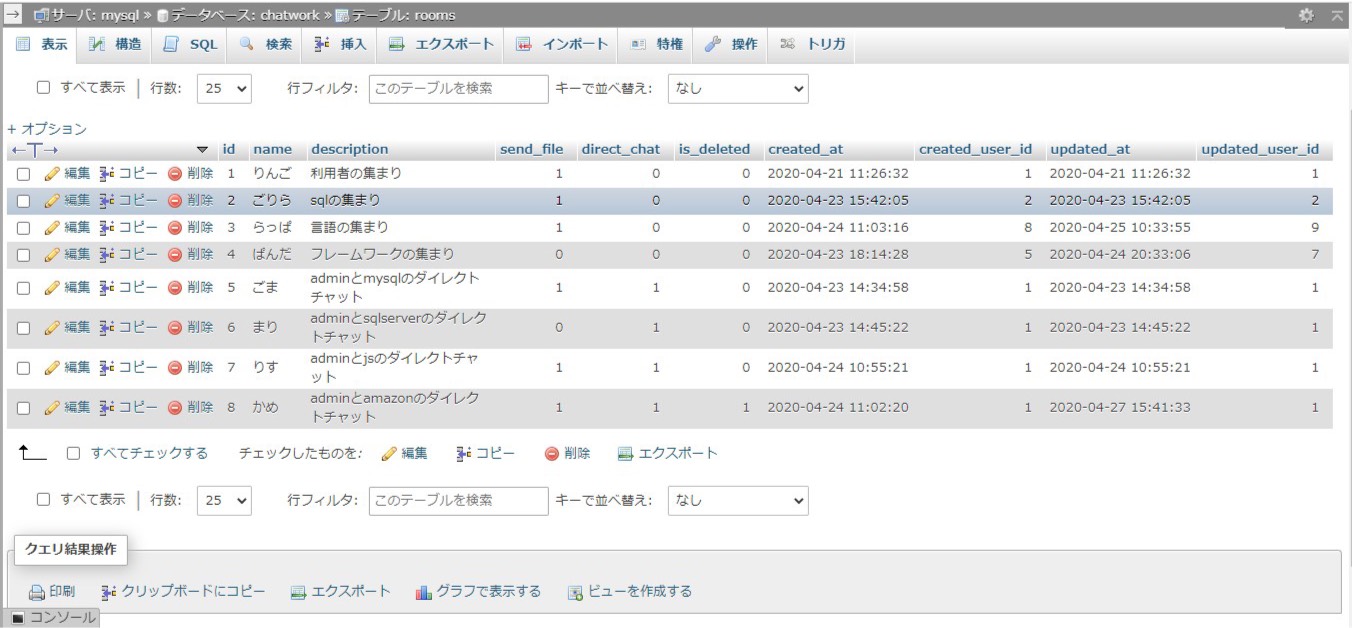 サーバ: mysql » データベース: chatwork » テーブル: rooms
表示 構造 SQL 検索 挿入 エクスポート インポート 特権 操作 トリガ
すべて表示 行数: 25 行フィルタ: このテーブルを検索 キーで並べ替え: なし
+ オプション
←T→ id name description send_file direct_chat is_deleted created_at created_user_id updated_at updated_user_id
編集 コピー 削除 1 りんご 利用者の集まり 1 0 0 2020-04-21 11:26:32 1 2020-04-21 11:26:32 1
編集 コピー 削除 2 ごりら sqlの集まり 1 0 0 2020-04-23 15:42:05 2 2020-04-23 15:42:05 2
編集 コピー 削除 3 らっぱ 言語の集まり 1 0 0 2020-04-24 11:03:16 8 2020-04-25 10:33:55 9
編集 コピー 削除 4 ぱんだ フレームワークの集まり 0 0 0 2020-04-23 18:14:28 5 2020-04-24 20:33:06 7
編集 コピー 削除 5 ごま adminとmysqlのダイレクト 1 1 0 2020-04-23 14:34:58 1 2020-04-23 14:34:58 1
チャット
編集 コピー 削除 6 まり adminとsqlserverのダイレク 0 1 0 2020-04-23 14:45:22 1 2020-04-23 14:45:22 1
トチャット
編集 コピー 削除 7 りす adminとjsのダイレクトチャ 1 1 0 2020-04-24 10:55:21 1 2020-04-24 10:55:21 1
ット
編集 コピー 削除 8 かめ adminとamazonのダイレク 1 1 1 2020-04-24 11:02:20 1 2020-04-27 15:41:33 1
トチャット
すべてチェックする チェックしたものを: 編集 コピー 削除 エクスポート
すべて表示 行数: 25 行フィルタ: このテーブルを検索 キーで並べ替え: なし
クエリ結果操作
印刷 クリップボードにコピー エクスポート グラフで表示する ビューを作成する
コンソール